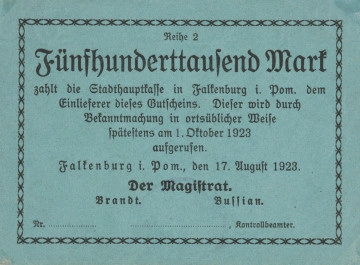 Reihe 2
Fünfhunderttausend Mark
zahlt die Stadthauptkasse in Falkenburg i. Pom. dem
Einlieferer dieses Gutscheins. Dieser wird durch
Bekanntmachung in ortsüblicher Weise
spätestens am 1. Oktober 1923
aufgerufen.
Falkenburg i. Pom., den 17. August 1923.
Der Magistrat.
Brandt. Bussian.
Nr. ................ ................ , Kontrollbeamter.